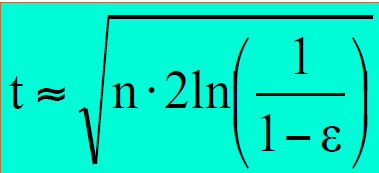 t ≈ √(n · 2ln(1/(1 − ε)))